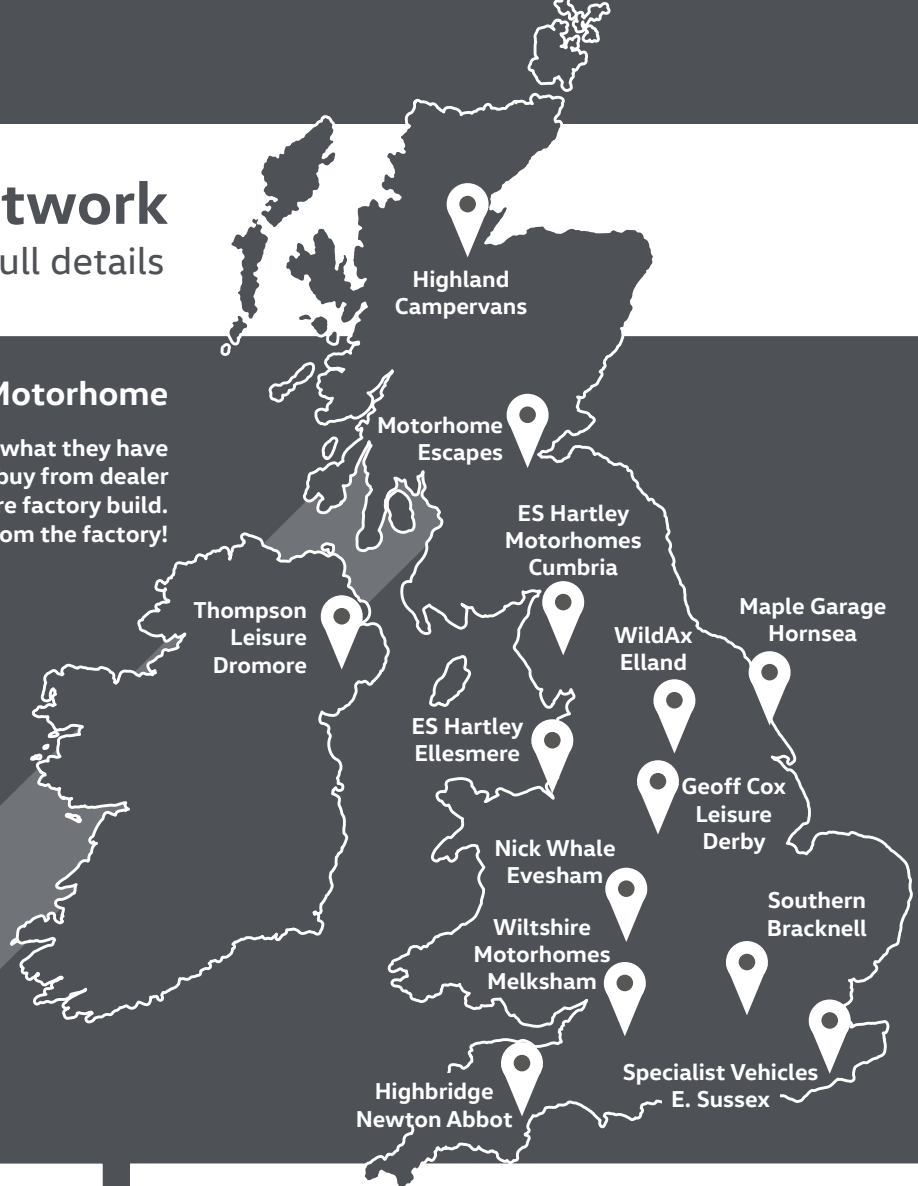 twork
ull details
Motorhome
what they have
buy from dealer
re factory build.
om the factory!
Highland
Campervans
Motorhome
Escapes
ES Hartley
Motorhomes
Cumbria
Thompson
Leisure
Dromore
WildAx
Elland
Maple Garage
Hornsea
ES Hartley
Ellesmere
Geoff Cox
Leisure
Derby
Nick Whale
Evesham
Southern
Bracknell
Wiltshire
Motorhomes
Melksham
Specialist Vehicles
E. Sussex
Highbridge
Newton Abbot